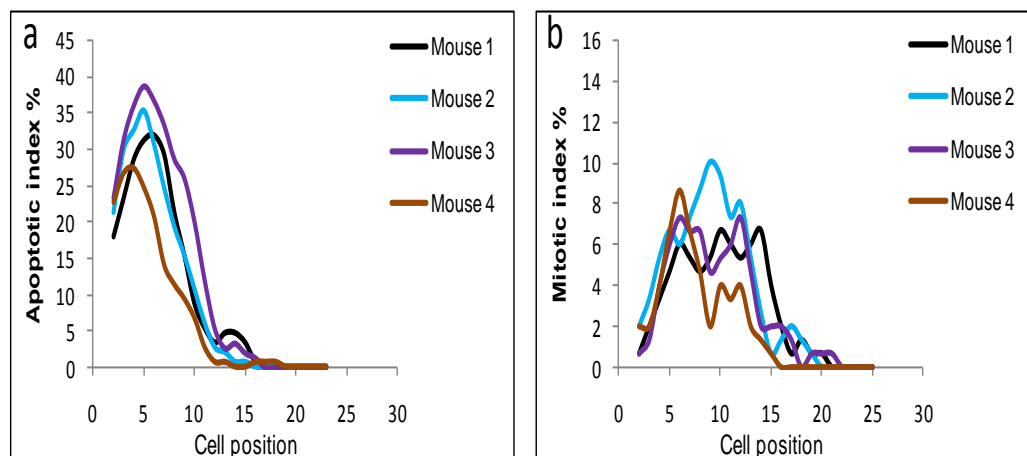 a
Apoptotic index %
45
40
35
30
25
20
15
10
5
0
0 5 10 15 20 25 30
Cell position
Mouse 1
Mouse 2
Mouse 3
Mouse 4
b
Mitotic index %
16
14
12
10
8
6
4
2
0
0 5 10 15 20 25 30
Cell position
Mouse 1
Mouse 2
Mouse 3
Mouse 4